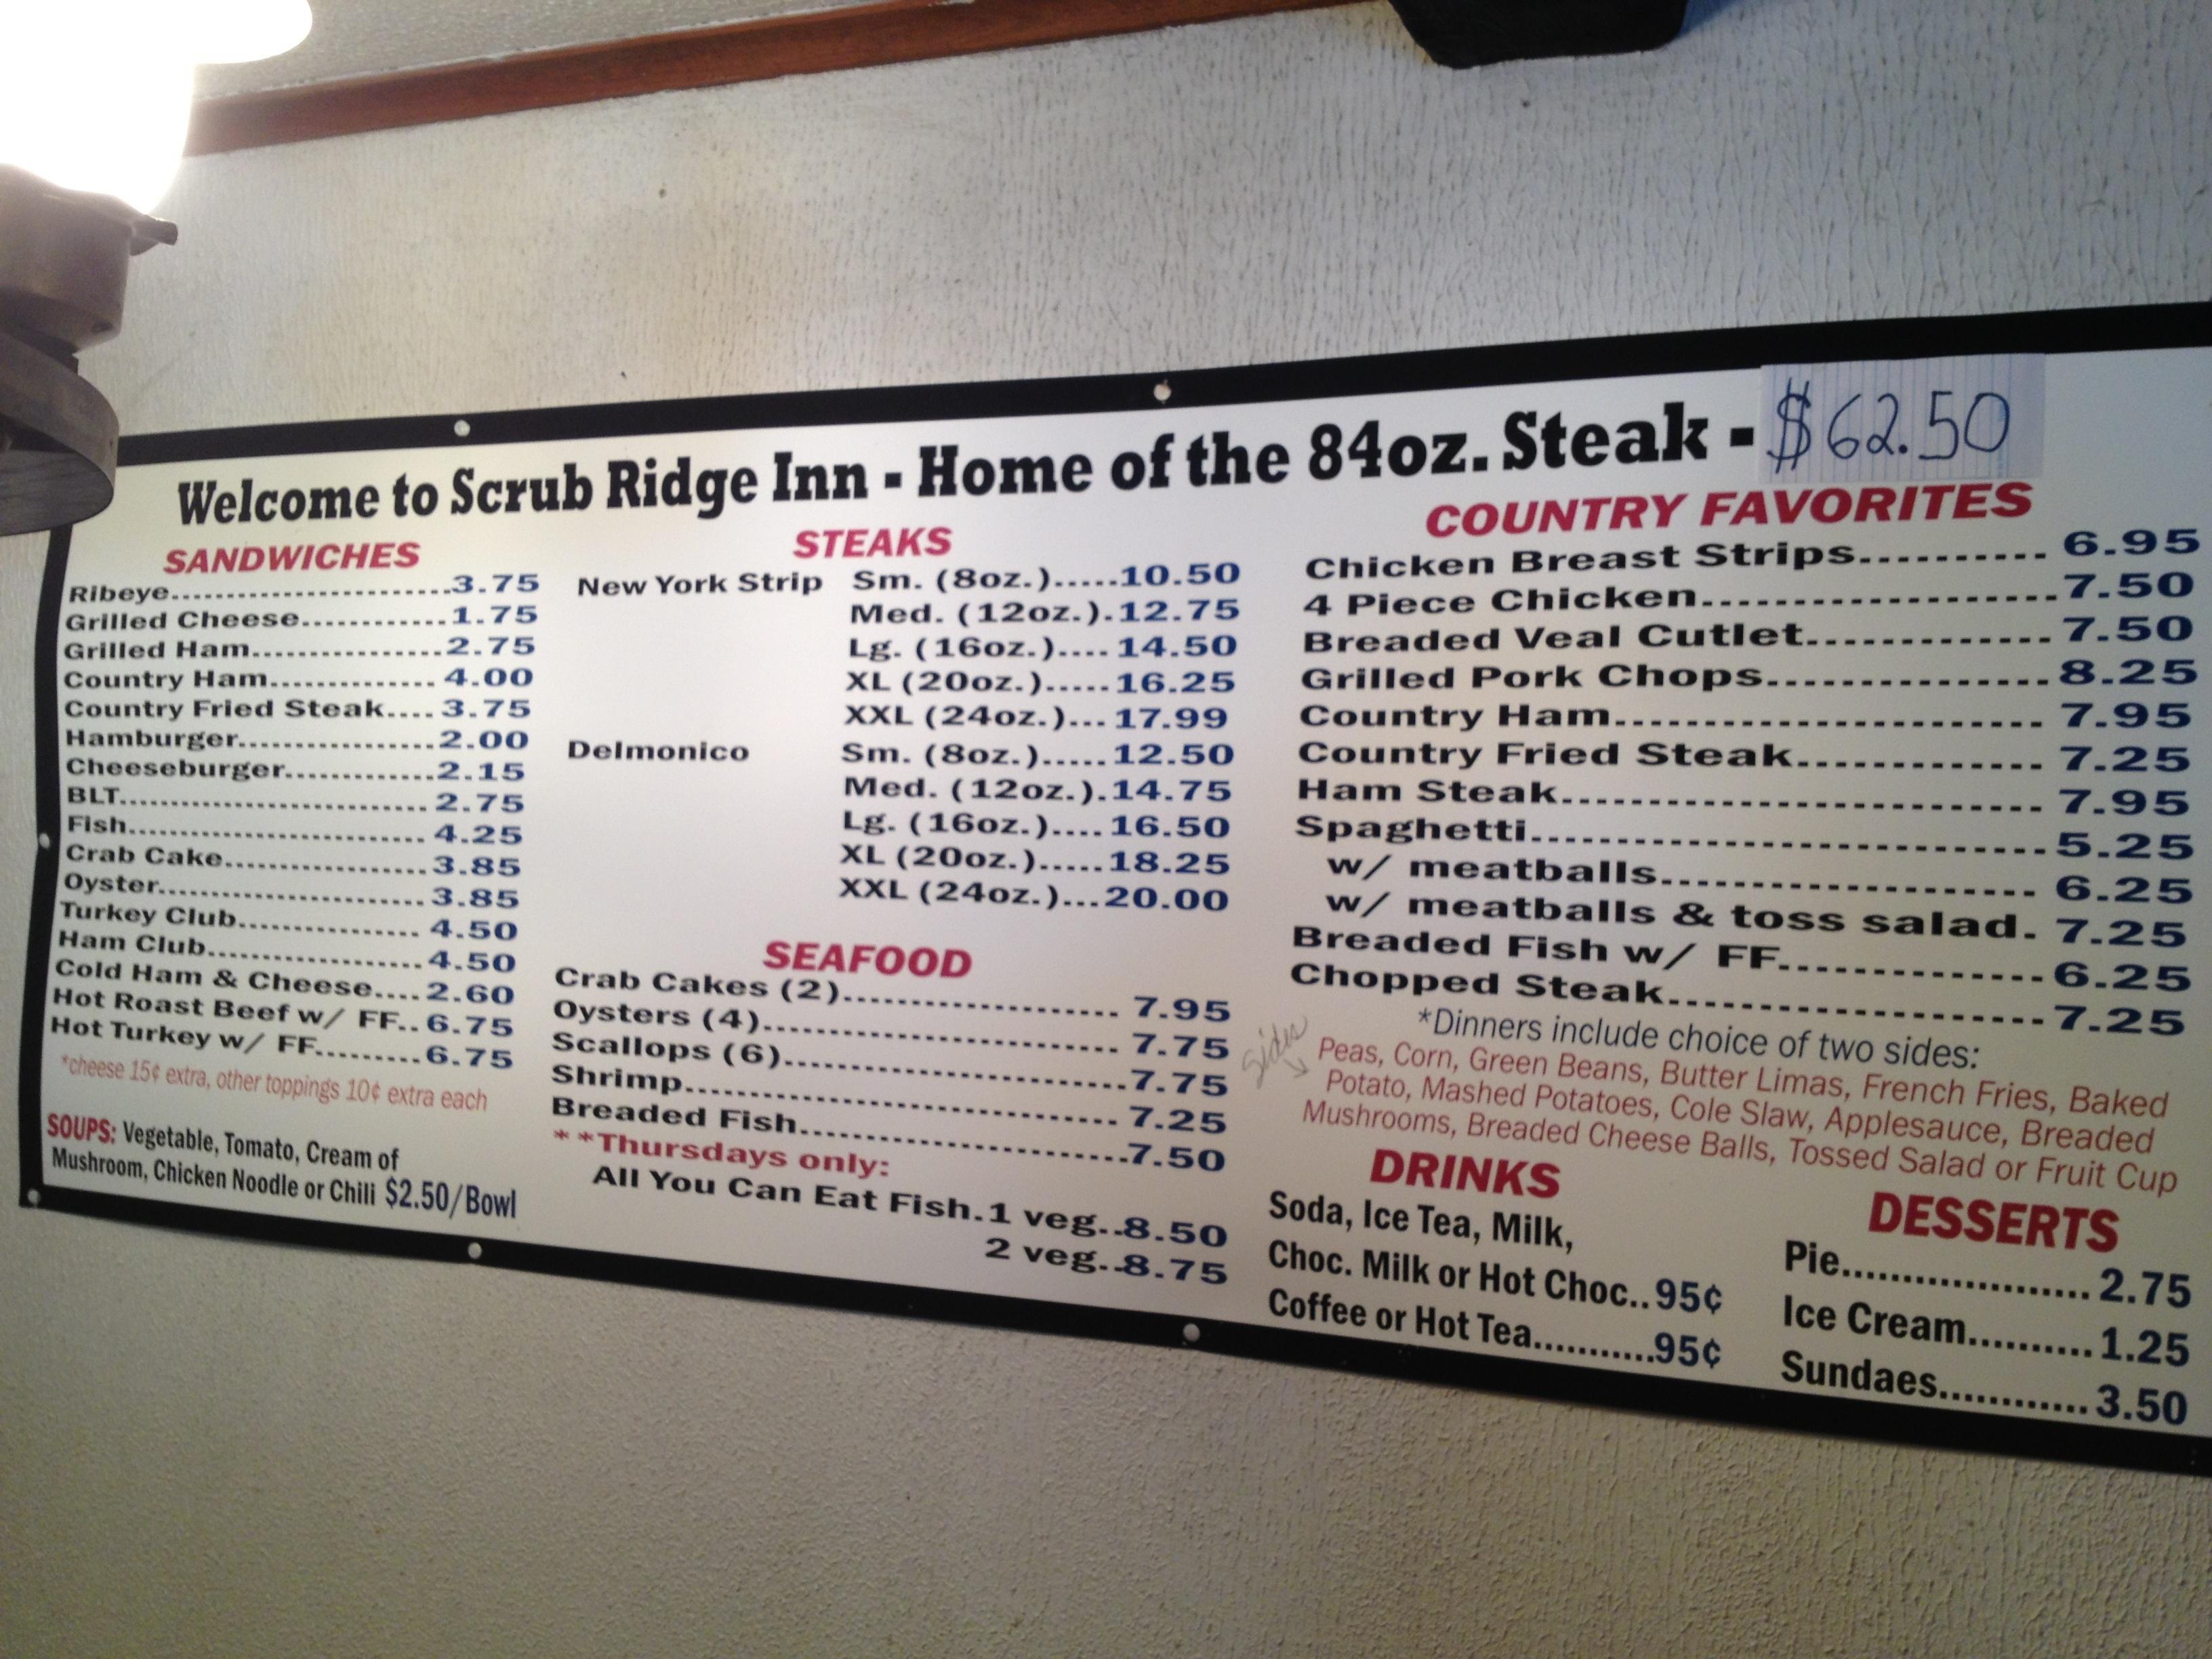 Welcome to Scrub Ridge Inn - Home of the 84oz. Steak - $62.50
SANDWICHES
Ribeye..........................3.75
Grilled Cheese.............1.75
Grilled Ham.................2.75
Country Ham.............. 4.00
Country Fried Steak.... 3.75
Hamburger..................2.00
Cheeseburger.............2.15
BLT............................. 2.75
Fish............................. 4.25
Crab Cake...................3.85
Oyster.........................3.85
Turkey Club................. 4.50
Ham Club....................4.50
Cold Ham & Cheese....2.60
Hot Roast Beef w/ FF..6.75
Hot Turkey w/ FF.........6.75
*cheese 15¢ extra, other toppings 10¢ extra each
SOUPS: Vegetable, Tomato, Cream of
Mushroom, Chicken Noodle or Chili $2.50/Bowl
STEAKS
New York Strip Sm. (8oz.).....10.50
Med. (12oz.).12.75
Lg. (16oz.)....14.50
XL (20oz.).....16.25
XXL (24oz.)...17.99
Delmonico Sm. (8oz.).....12.50
Med. (12oz.).14.75
Lg. (16oz.)....16.50
XL (20oz.).....18.25
XXL (24oz.)...20.00
SEAFOOD
Crab Cakes (2)....................... 7.95
Oysters (4).............................. 7.75
Scallops (6).............................7.75
Shrimp.................................... 7.25
Breaded Fish...........................7.50
**Thursdays only:
All You Can Eat Fish.1 veg..8.50
2 veg..8.75
COUNTRY FAVORITES
Chicken Breast Strips.......... 6.95
4 Piece Chicken...................7.50
Breaded Veal Cutlet.............7.50
Grilled Pork Chops...............8.25
Country Ham....................... 7.95
Country Fried Steak............. 7.25
Ham Steak.......................... 7.95
Spaghetti............................5.25
w/ meatballs.................... 6.25
w/ meatballs & toss salad. 7.25
Breaded Fish w/ FF..............6.25
Chopped Steak....................7.25
*Dinners include choice of two sides:
sides
Peas, Corn, Green Beans, Butter Limas, French Fries, Baked
Potato, Mashed Potatoes, Cole Slaw, Applesauce, Breaded
Mushrooms, Breaded Cheese Balls, Tossed Salad or Fruit Cup
DRINKS
Soda, Ice Tea, Milk,
Choc. Milk or Hot Choc..95¢
Coffee or Hot Tea...........95¢
DESSERTS
Pie....................2.75
Ice Cream..........1.25
Sundaes............3.50